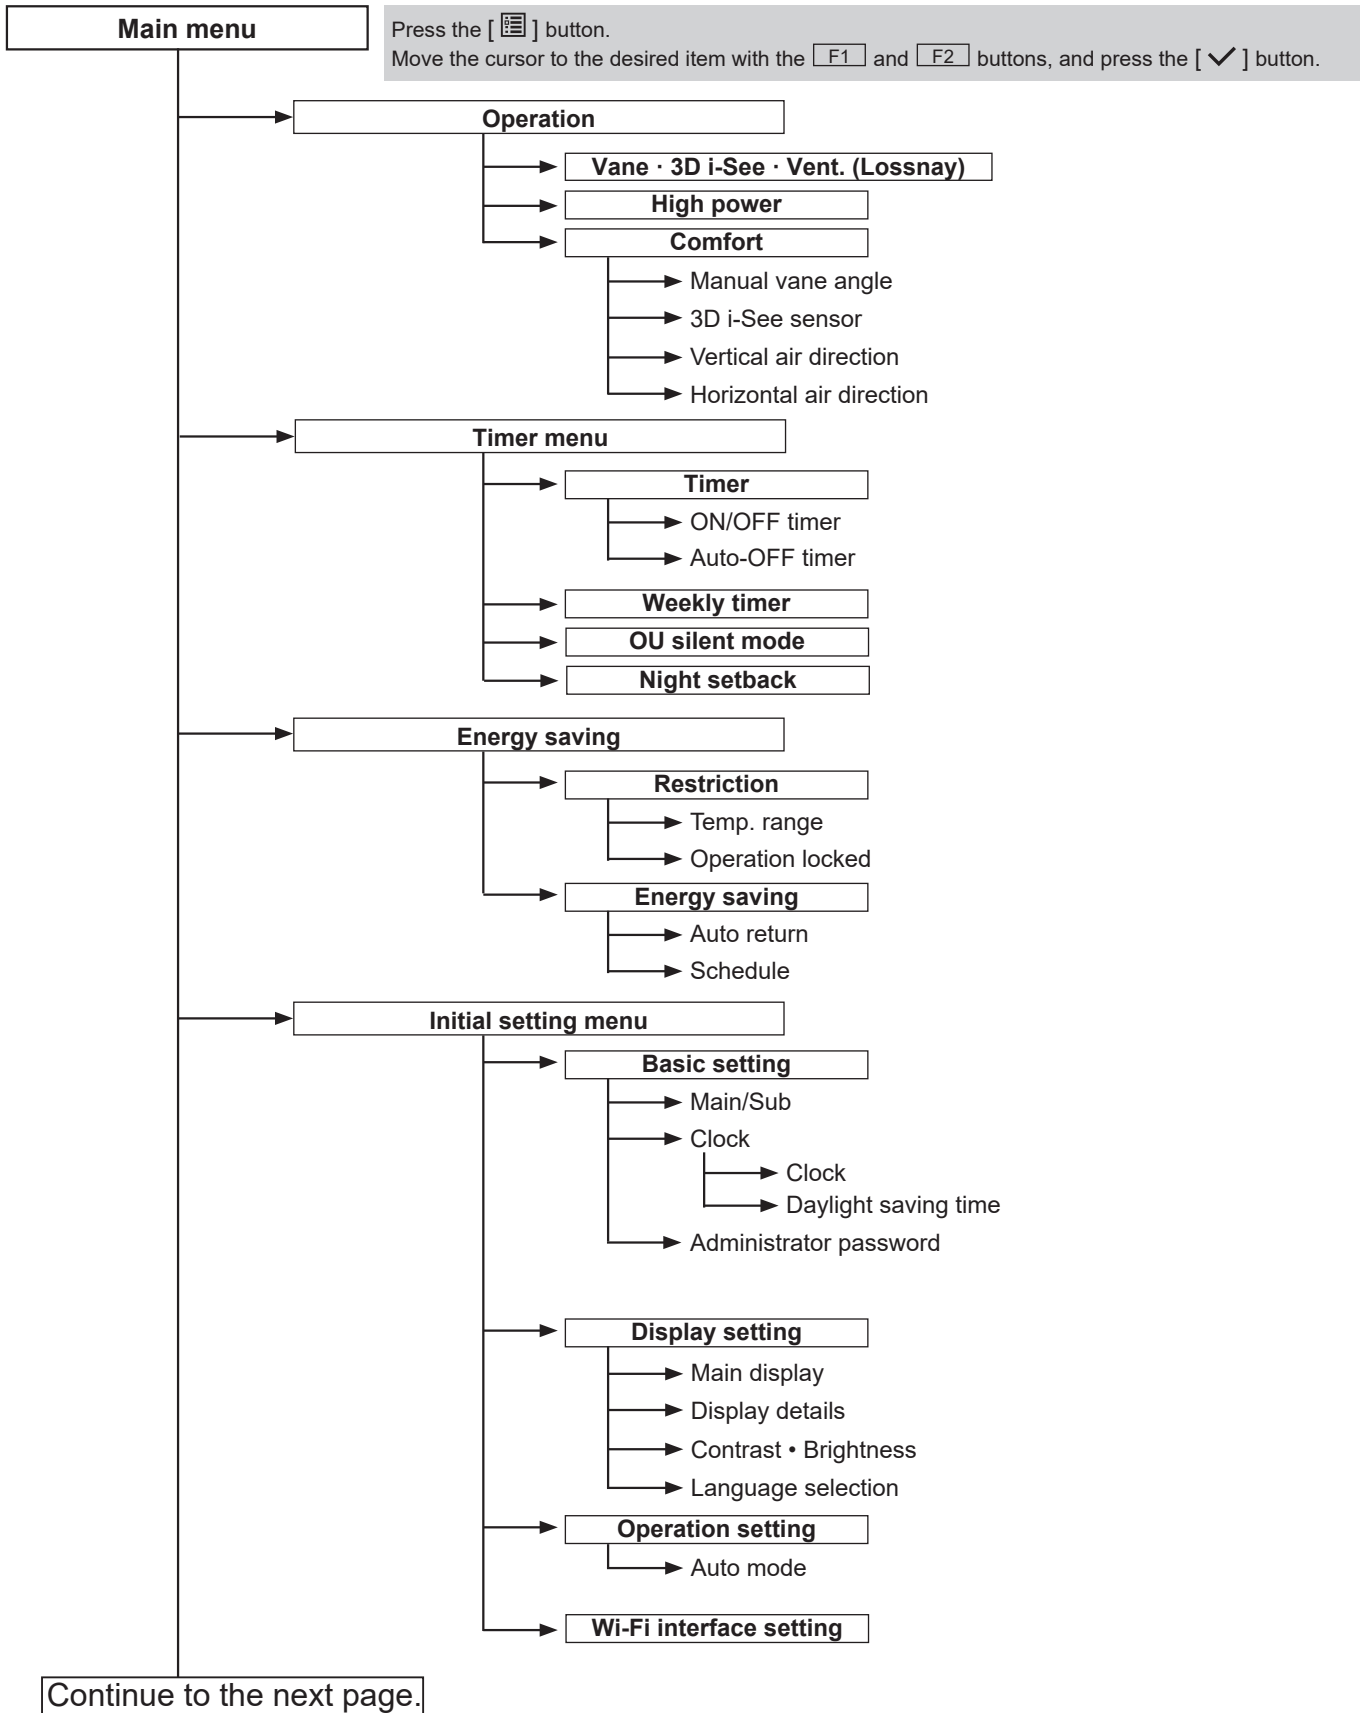 Main menu
Press the [ ] button.
Move the cursor to the desired item with the F1 and F2 buttons, and press the [ ✓ ] button.
Operation
Vane · 3D i-See · Vent. (Lossnay)
High power
Comfort
Manual vane angle
3D i-See sensor
Vertical air direction
Horizontal air direction
Timer menu
Timer
ON/OFF timer
Auto-OFF timer
Weekly timer
OU silent mode
Night setback
Energy saving
Restriction
Temp. range
Operation locked
Energy saving
Auto return
Schedule
Initial setting menu
Basic setting
Main/Sub
Clock
Clock
Daylight saving time
Administrator password
Display setting
Main display
Display details
Contrast • Brightness
Language selection
Operation setting
Auto mode
Wi-Fi interface setting
Continue to the next page.